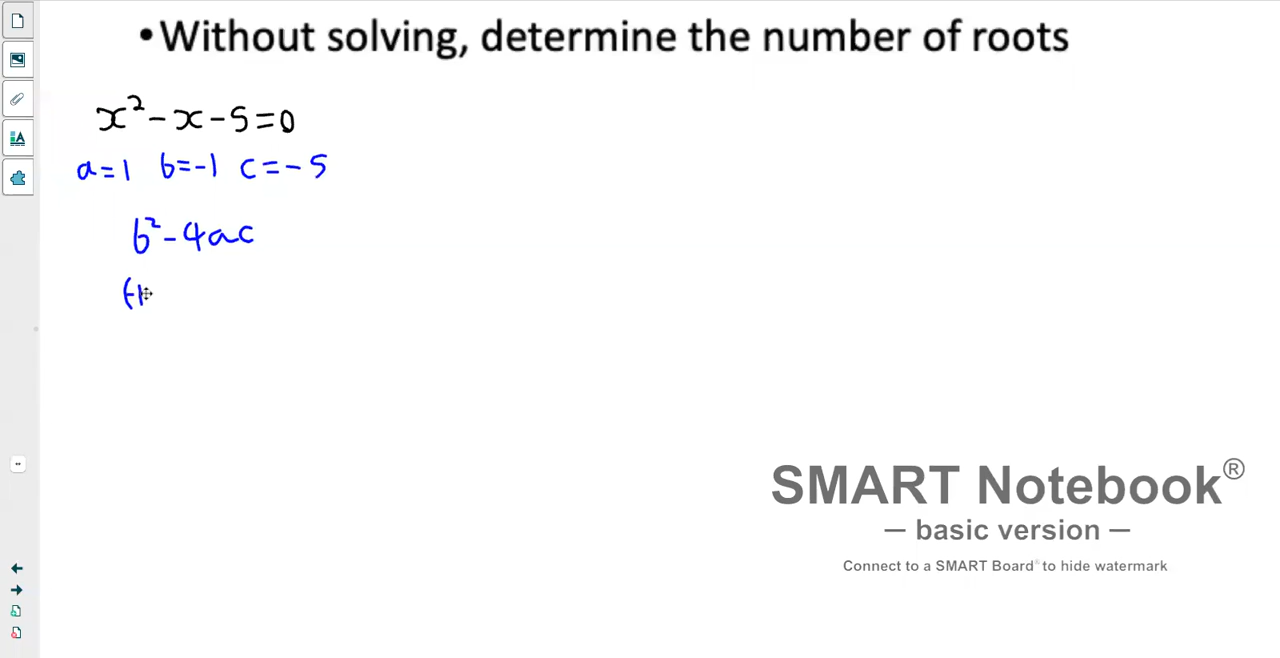 •Without solving, determine the number of roots
x² - x - 5 = 0
a = 1 b = -1 c = -5
b² - 4ac
(-1
SMART Notebook®
— basic version —
Connect to a SMART Board® to hide watermark